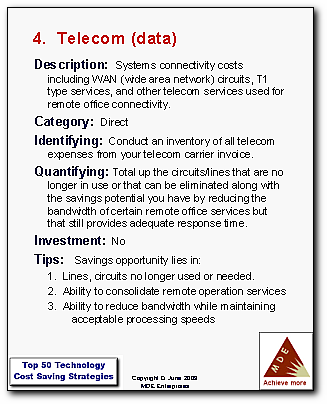 4. Telecom (data)
Description: Systems connectivity costs
including WAN (wide area network) circuits, T1
type services, and other telecom services used for
remote office connectivity.
Category: Direct
Identifying: Conduct an inventory of all telecom
expenses from your telecom carrier invoice.
Quantifying: Total up the circuits/lines that are no
longer in use or that can be eliminated along with
the savings potential you have by reducing the
bandwidth of certain remote office services but
that still provides adequate response time.
Investment: No
Tips: Savings opportunity lies in:
1. Lines, circuits no longer used or needed.
2. Ability to consolidate remote operation services
3. Ability to reduce bandwidth while maintaining
acceptable processing speeds
Top 50 Technology
Cost Saving Strategies
Copyright © June 2009
MDE Enterprises
MDE
Achieve more